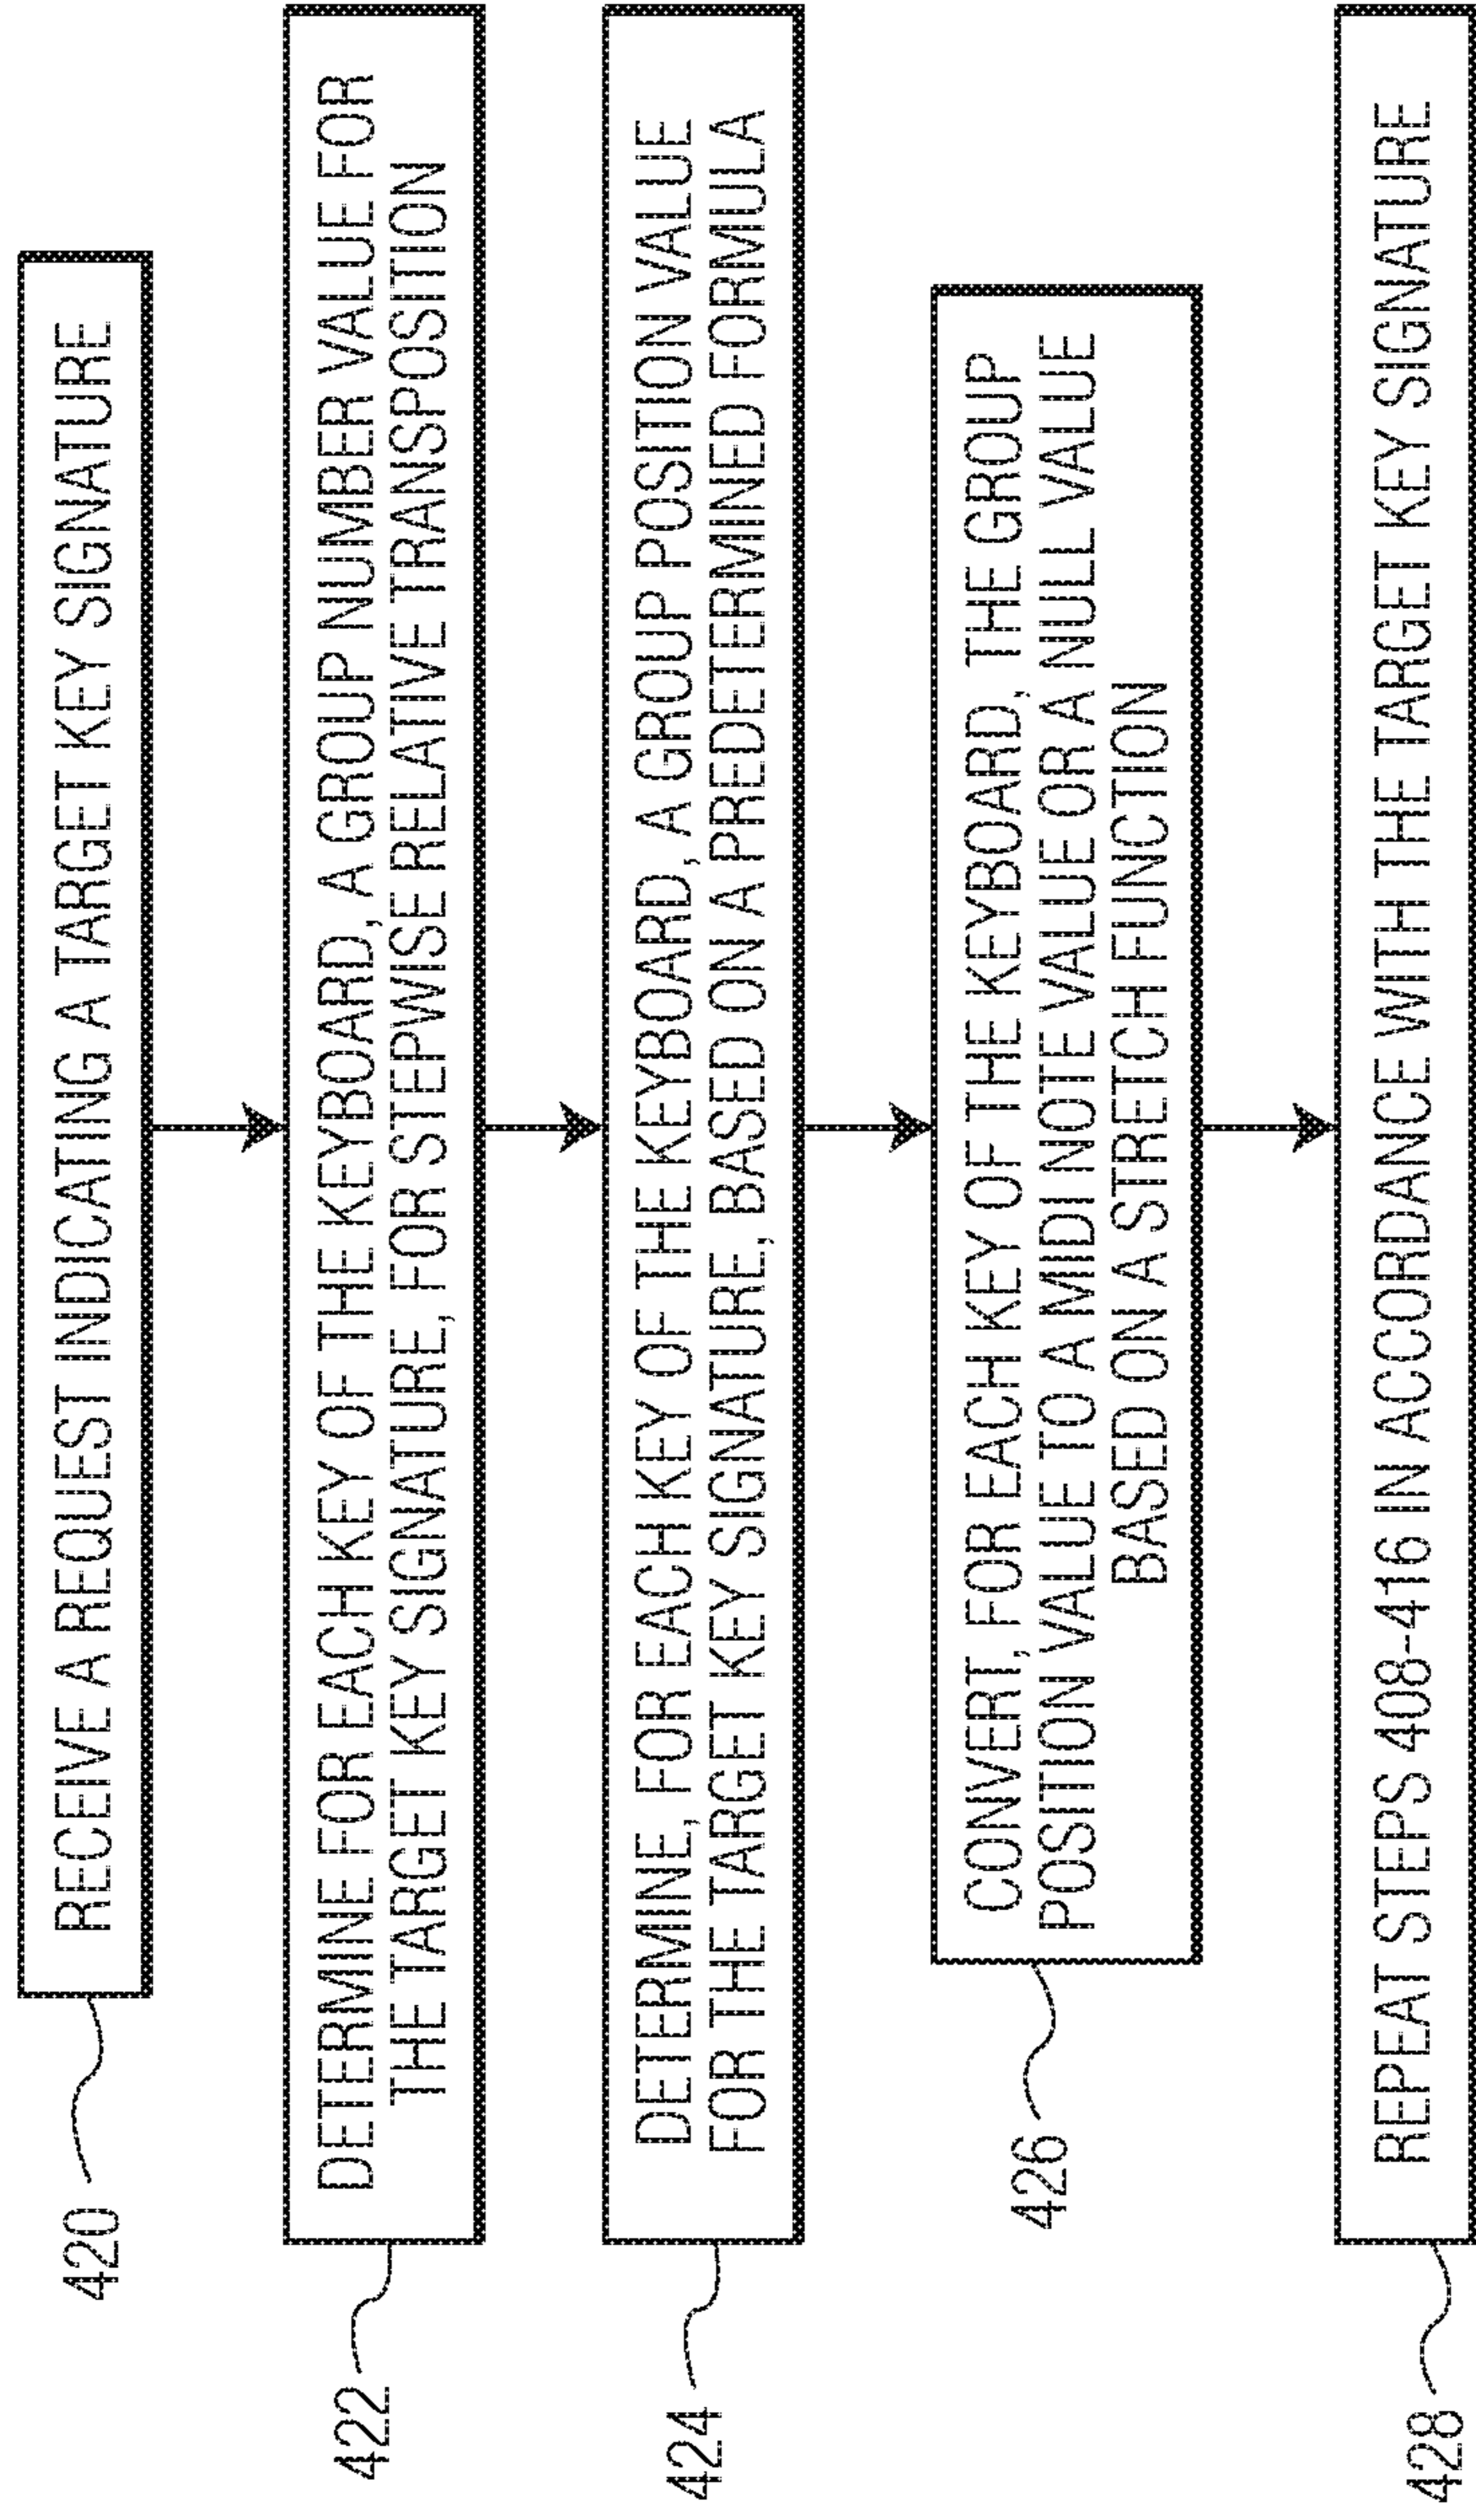 420
RECEIVE A REQUEST INDICATING A TARGET KEY SIGNATURE
422
DETERMINE FOR EACH KEY OF THE KEYBOARD, A GROUP NUMBER VALUE FOR
THE TARGET KEY SIGNATURE, FOR STEPWISE RELATIVE TRANSPOSITION
424
DETERMINE, FOR EACH KEY OF THE KEYBOARD, A GROUP POSITION VALUE
FOR THE TARGET KEY SIGNATURE, BASED ON A PREDETERMINED FORMULA
426
CONVERT, FOR EACH KEY OF THE KEYBOARD, THE GROUP
POSITION VALUE TO A MIDI NOTE VALUE OR A NULL VALUE
BASED ON A STRETCH FUNCTION
428
REPEAT STEPS 408-416 IN ACCORDANCE WITH THE TARGET KEY SIGNATURE